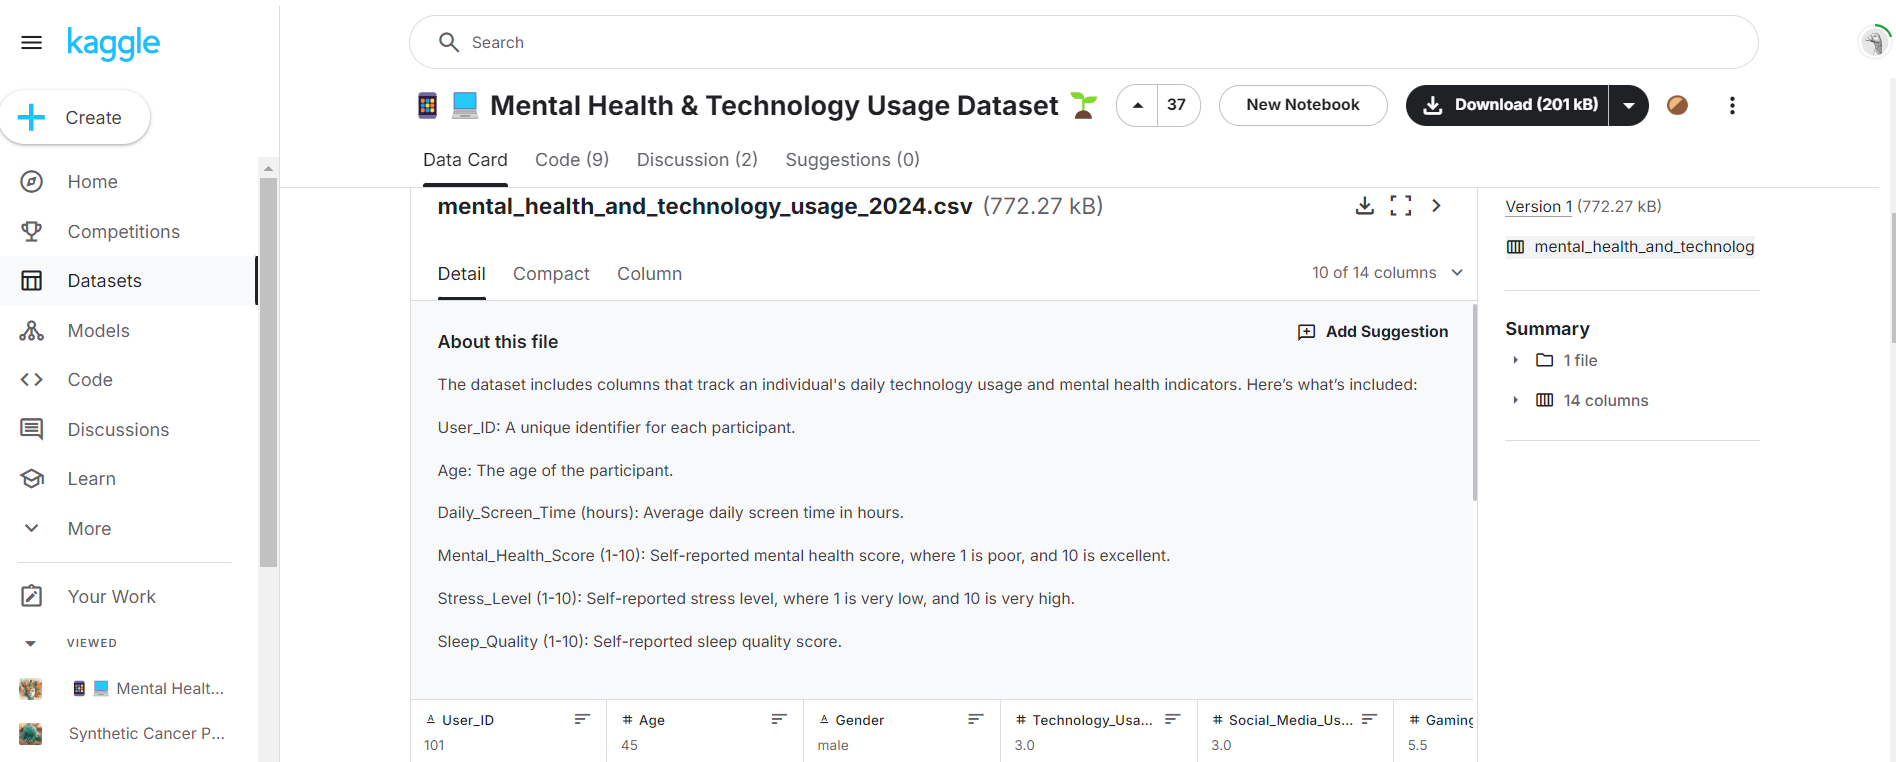 kaggle
Search
Create
Home
Competitions
Datasets
Models
Code
Discussions
Learn
More
Your Work
VIEWED
Mental Healt...
Synthetic Cancer P...
Mental Health & Technology Usage Dataset
37
New Notebook
Download (201 kB)
Data Card
Code (9)
Discussion (2)
Suggestions (0)
mental_health_and_technology_usage_2024.csv (772.27 kB)
Detail
Compact
Column
10 of 14 columns
About this file
Add Suggestion
The dataset includes columns that track an individual's daily technology usage and mental health indicators. Here’s what’s included:
User_ID: A unique identifier for each participant.
Age: The age of the participant.
Daily_Screen_Time (hours): Average daily screen time in hours.
Mental_Health_Score (1-10): Self-reported mental health score, where 1 is poor, and 10 is excellent.
Stress_Level (1-10): Self-reported stress level, where 1 is very low, and 10 is very high.
Sleep_Quality (1-10): Self-reported sleep quality score.
A User_ID
# Age
A Gender
# Technology_Usa...
# Social_Media_Us...
# Gaming
101
45
male
3.0
3.0
5.5
Version 1 (772.27 kB)
mental_health_and_technolog
Summary
1 file
14 columns